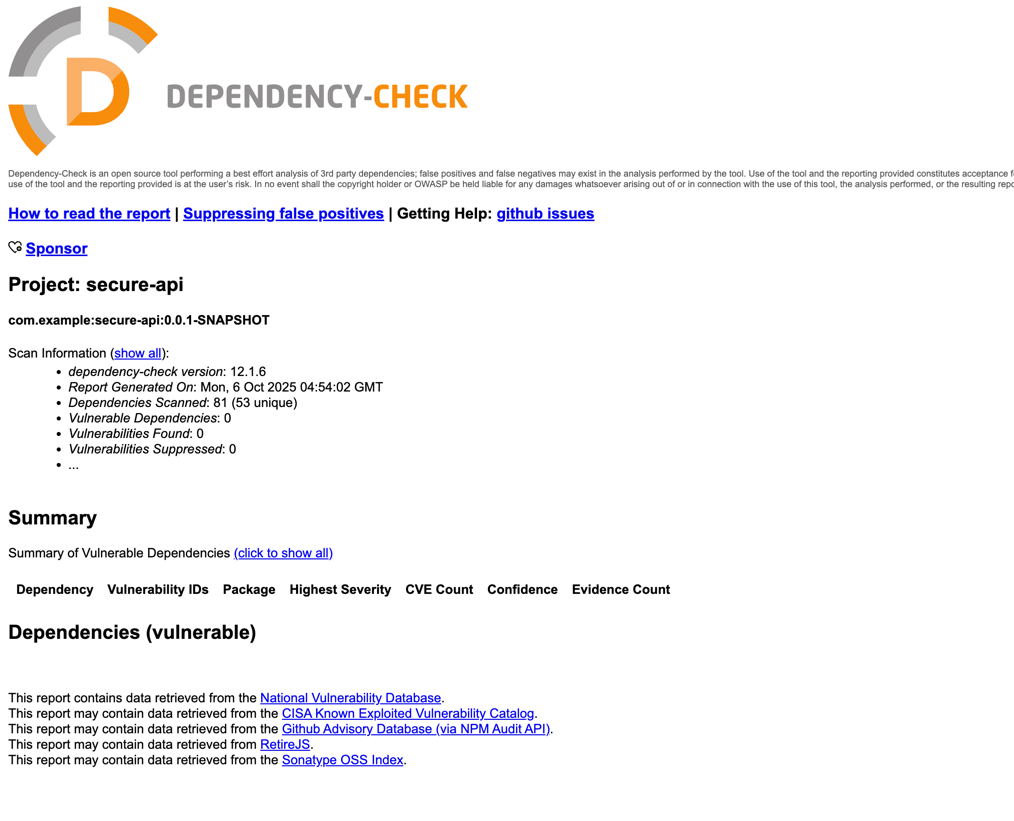 D
DEPENDENCY-CHECK
Dependency-Check is an open source tool performing a best effort analysis of 3rd party dependencies; false positives and false negatives may exist in the analysis performed by the tool. Use of the tool and the reporting provided constitutes acceptance
use of the tool and the reporting provided is at the user's risk. In no event shall the copyright holder or OWASP be held liable for any damages whatsoever arising out of or in connection with the use of this tool, the analysis performed, or the resulting
How to read the report | Suppressing false positives | Getting Help: github issues
Sponsor
Project: secure-api
com.example:secure-api:0.0.1-SNAPSHOT
Scan Information (show all):
• dependency-check version: 12.1.6
• Report Generated On: Mon, 6 Oct 2025 04:54:02 GMT
• Dependencies Scanned: 81 (53 unique)
• Vulnerable Dependencies: 0
• Vulnerabilities Found: 0
• Vulnerabilities Suppressed: 0
• ...
Summary
Summary of Vulnerable Dependencies (click to show all)
Dependency Vulnerability IDs Package Highest Severity CVE Count Confidence Evidence Count
Dependencies (vulnerable)
This report contains data retrieved from the National Vulnerability Database.
This report may contain data retrieved from the CISA Known Exploited Vulnerability Catalog.
This report may contain data retrieved from the Github Advisory Database (via NPM Audit API).
This report may contain data retrieved from RetireJS.
This report may contain data retrieved from the Sonatype OSS Index.